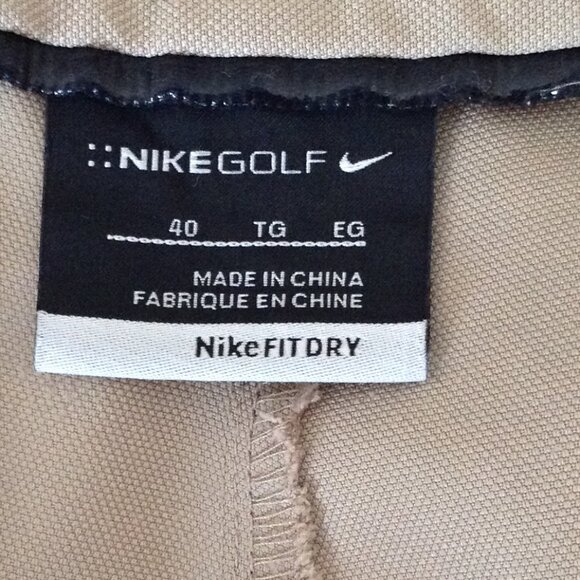 NIKEGOLF
40 TG EG
MADE IN CHINA
FABRIQUE EN CHINE
NikeFITDRY